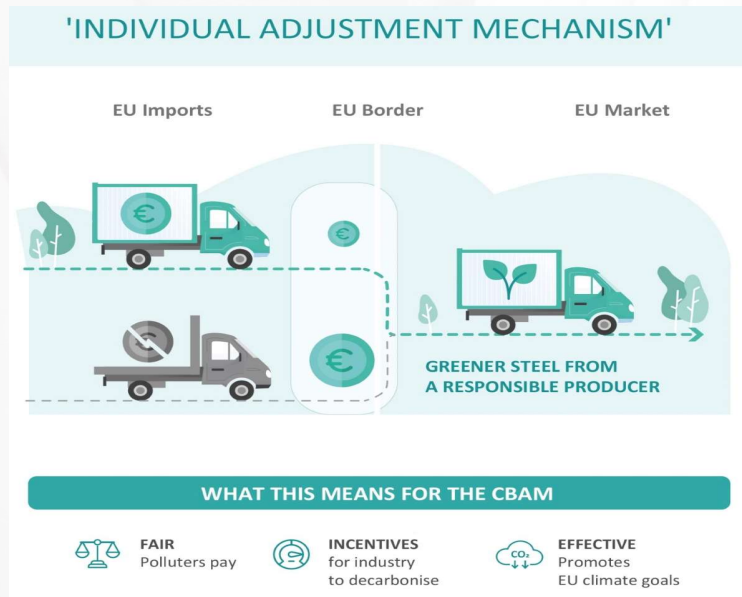 'INDIVIDUAL ADJUSTMENT MECHANISM'
EU Imports
EU Border
EU Market
€
€
€
€
GREENER STEEL FROM
A RESPONSIBLE PRODUCER
WHAT THIS MEANS FOR THE CBAM
FAIR
Polluters pay
INCENTIVES
for industry
to decarbonise
CO₂
EFFECTIVE
Promotes
EU climate goals